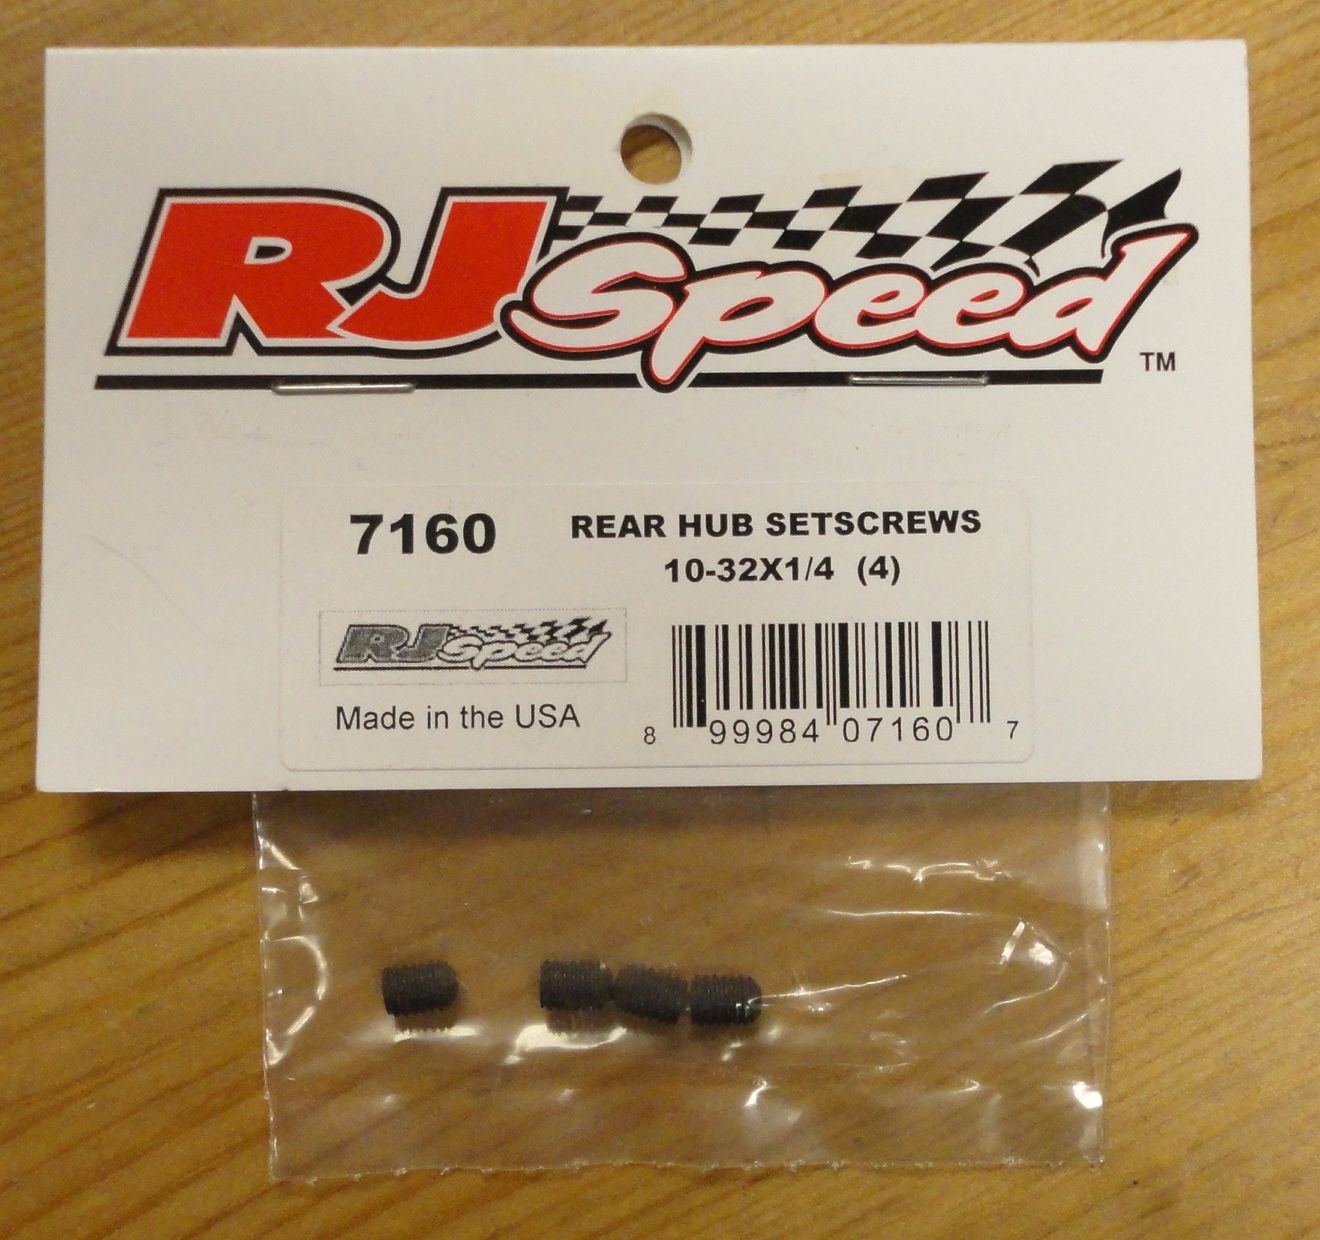 RJ Speed
TM
7160
REAR HUB SETSCREWS
10-32X1/4 (4)
RJ Speed
Made in the USA
8 99984 07160 7